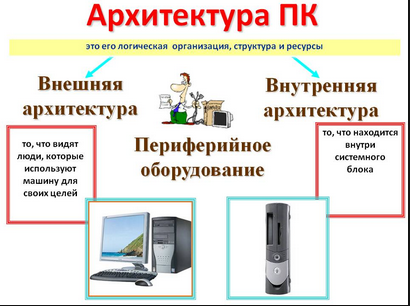 Архитектура ПК
это его логическая организация, структура и ресурсы
Внешняя
архитектура
Внутренняя
архитектура
то, что видят
люди, которые
используют
машину для
своих целей
Периферийное
оборудование
то, что находится
внутри
системного
блока